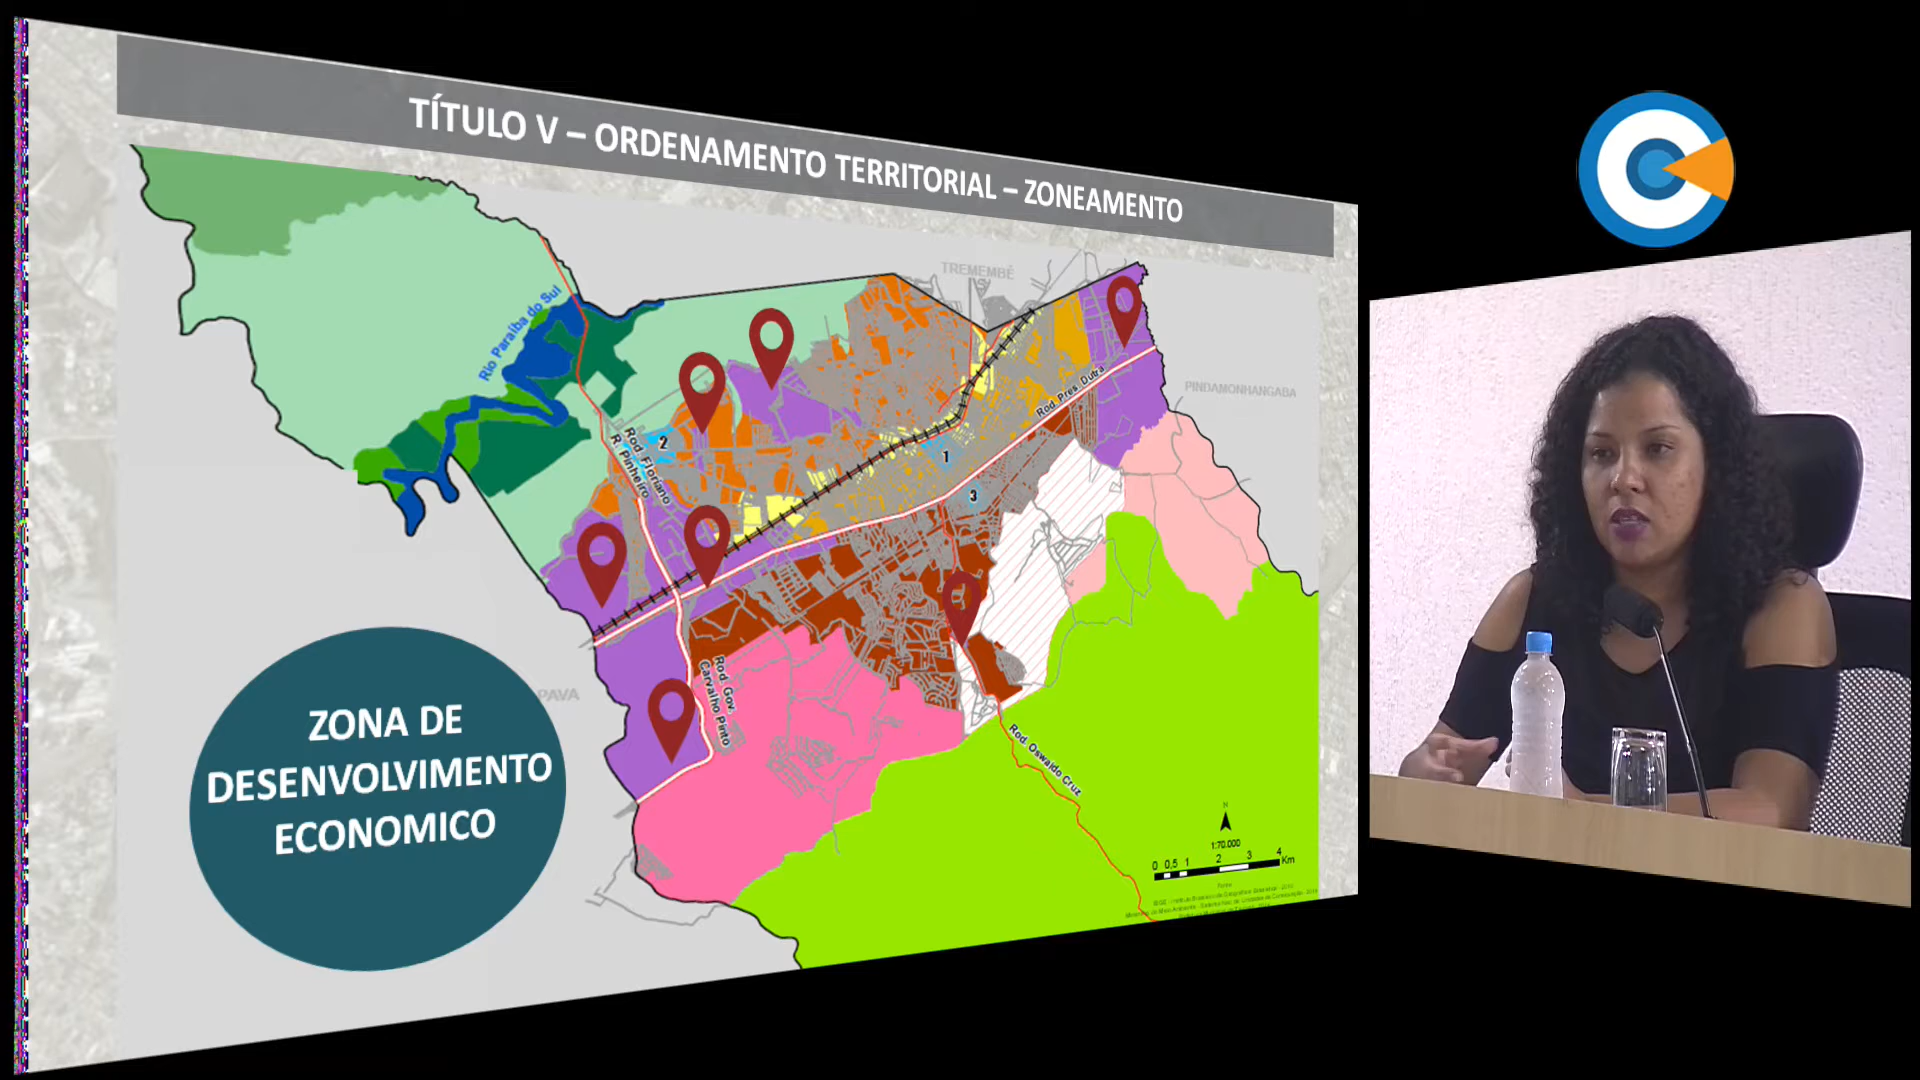 TÍTULO V – ORDENAMENTO TERRITORIAL – ZONEAMENTO
TREMEMBÉ
Rio Paraíba do Sul
PINDAMONHANGABA
Rod. Pres. Dutra
2
Rod. Floriano
R. Pinheiro
1
3
PAVA
Rod. Gov.
Carvalho Pinto
Rod. Oswaldo Cruz
ZONA DE
DESENVOLVIMENTO
ECONOMICO
N
1:70.000
0 0,5 1 2 3 4
Km